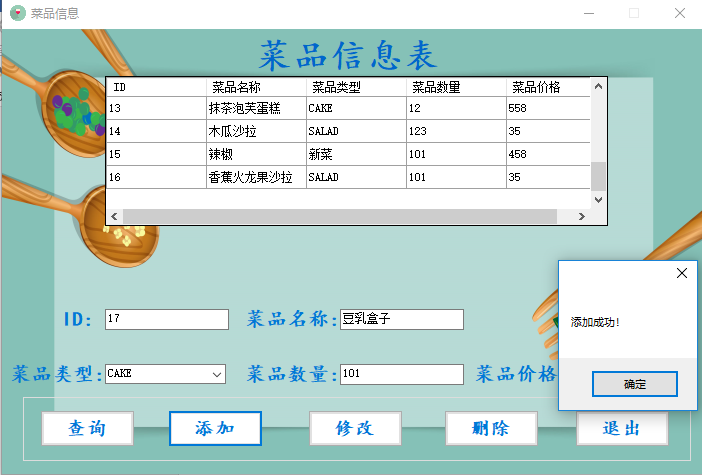 菜品信息
菜品信息表
ID 菜品名称 菜品类型 菜品数量 菜品价格
13 抹茶泡芙蛋糕 CAKE 12 558
14 木瓜沙拉 SALAD 123 35
15 辣椒 新菜 101 458
16 香蕉火龙果沙拉 SALAD 101 35
添加成功!
确定
ID: 17 菜品名称: 豆乳盒子
菜品类型: CAKE 菜品数量: 101 菜品价格
查询 添加 修改 删除 退出